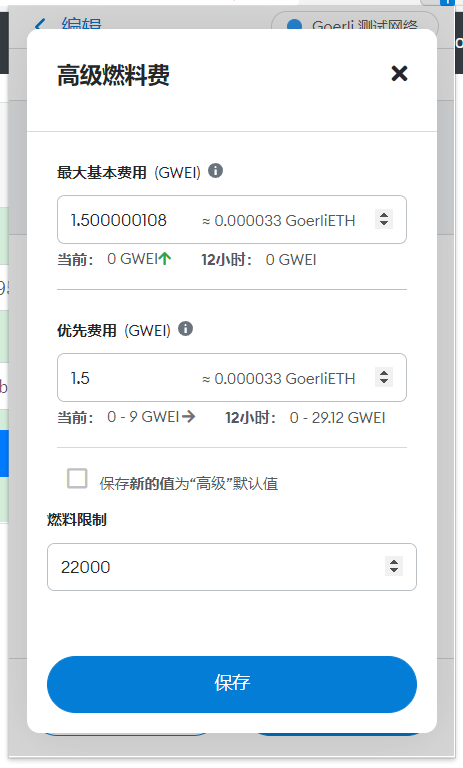 编辑
Goerli 测试网络
高级燃料费
最大基本费用 (GWEI)
1.500000108 ≈ 0.000033 GoerliETH
当前： 0 GWEI 12小时： 0 GWEI
优先费用 (GWEI)
1.5 ≈ 0.000033 GoerliETH
当前： 0 - 9 GWEI 12小时： 0 - 29.12 GWEI
保存新的值为“高级”默认值
燃料限制
22000
保存